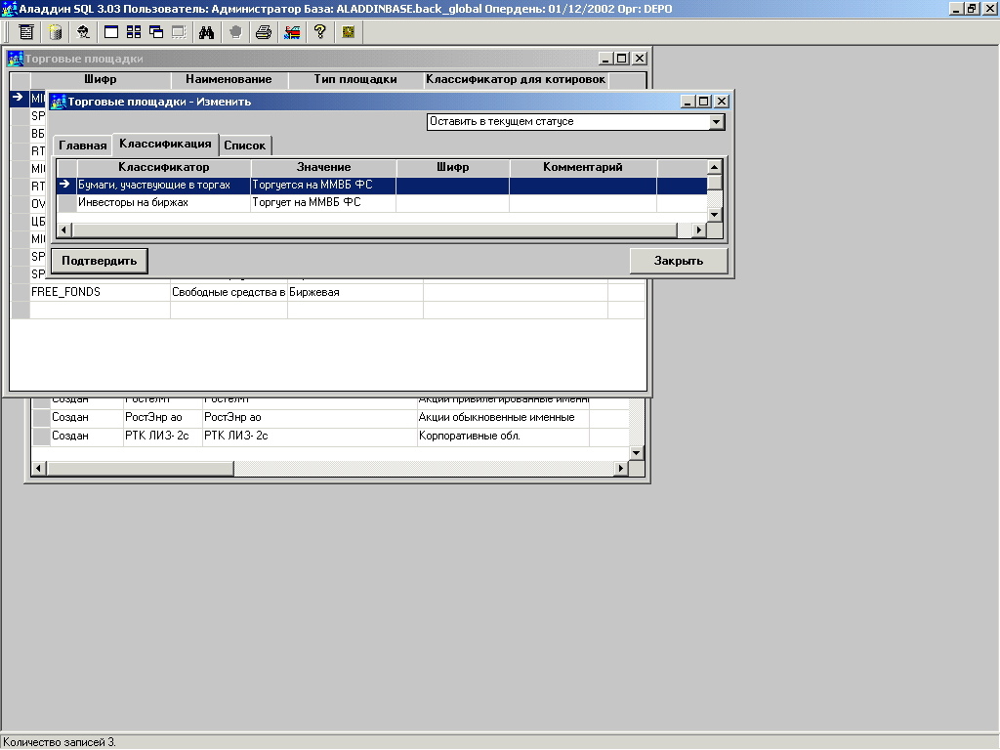 Аладдин SQL 3.03 Пользователь: Администратор База: ALADDINBASE.back_global Опердень: 01/12/2002 Орг: DEPO
Торговые площадки
Шифр Наименование Тип площадки Классификатор для котировок
MI
Торговые площадки - Изменить
SP
Оставить в текущем статусе
ВБ
Главная Классификация Список
RT
MI
Классификатор Значение Шифр Комментарий
RT
Бумаги, участвующие в торгах Торгуется на ММВБ ФС
OV
Инвесторы на биржах Торгует на ММВБ ФС
ЦБ
MI
SP
Подтвердить Закрыть
SP
FREE_FONDS Свободные средства в Биржевая
Создан Акции привилегированные именн
Создан РостЭнр ао РостЭнр ао Акции обыкновенные именные
Создан РТК ЛИЗ- 2с РТК ЛИЗ- 2с Корпоративные обл.
Количество записей 3.